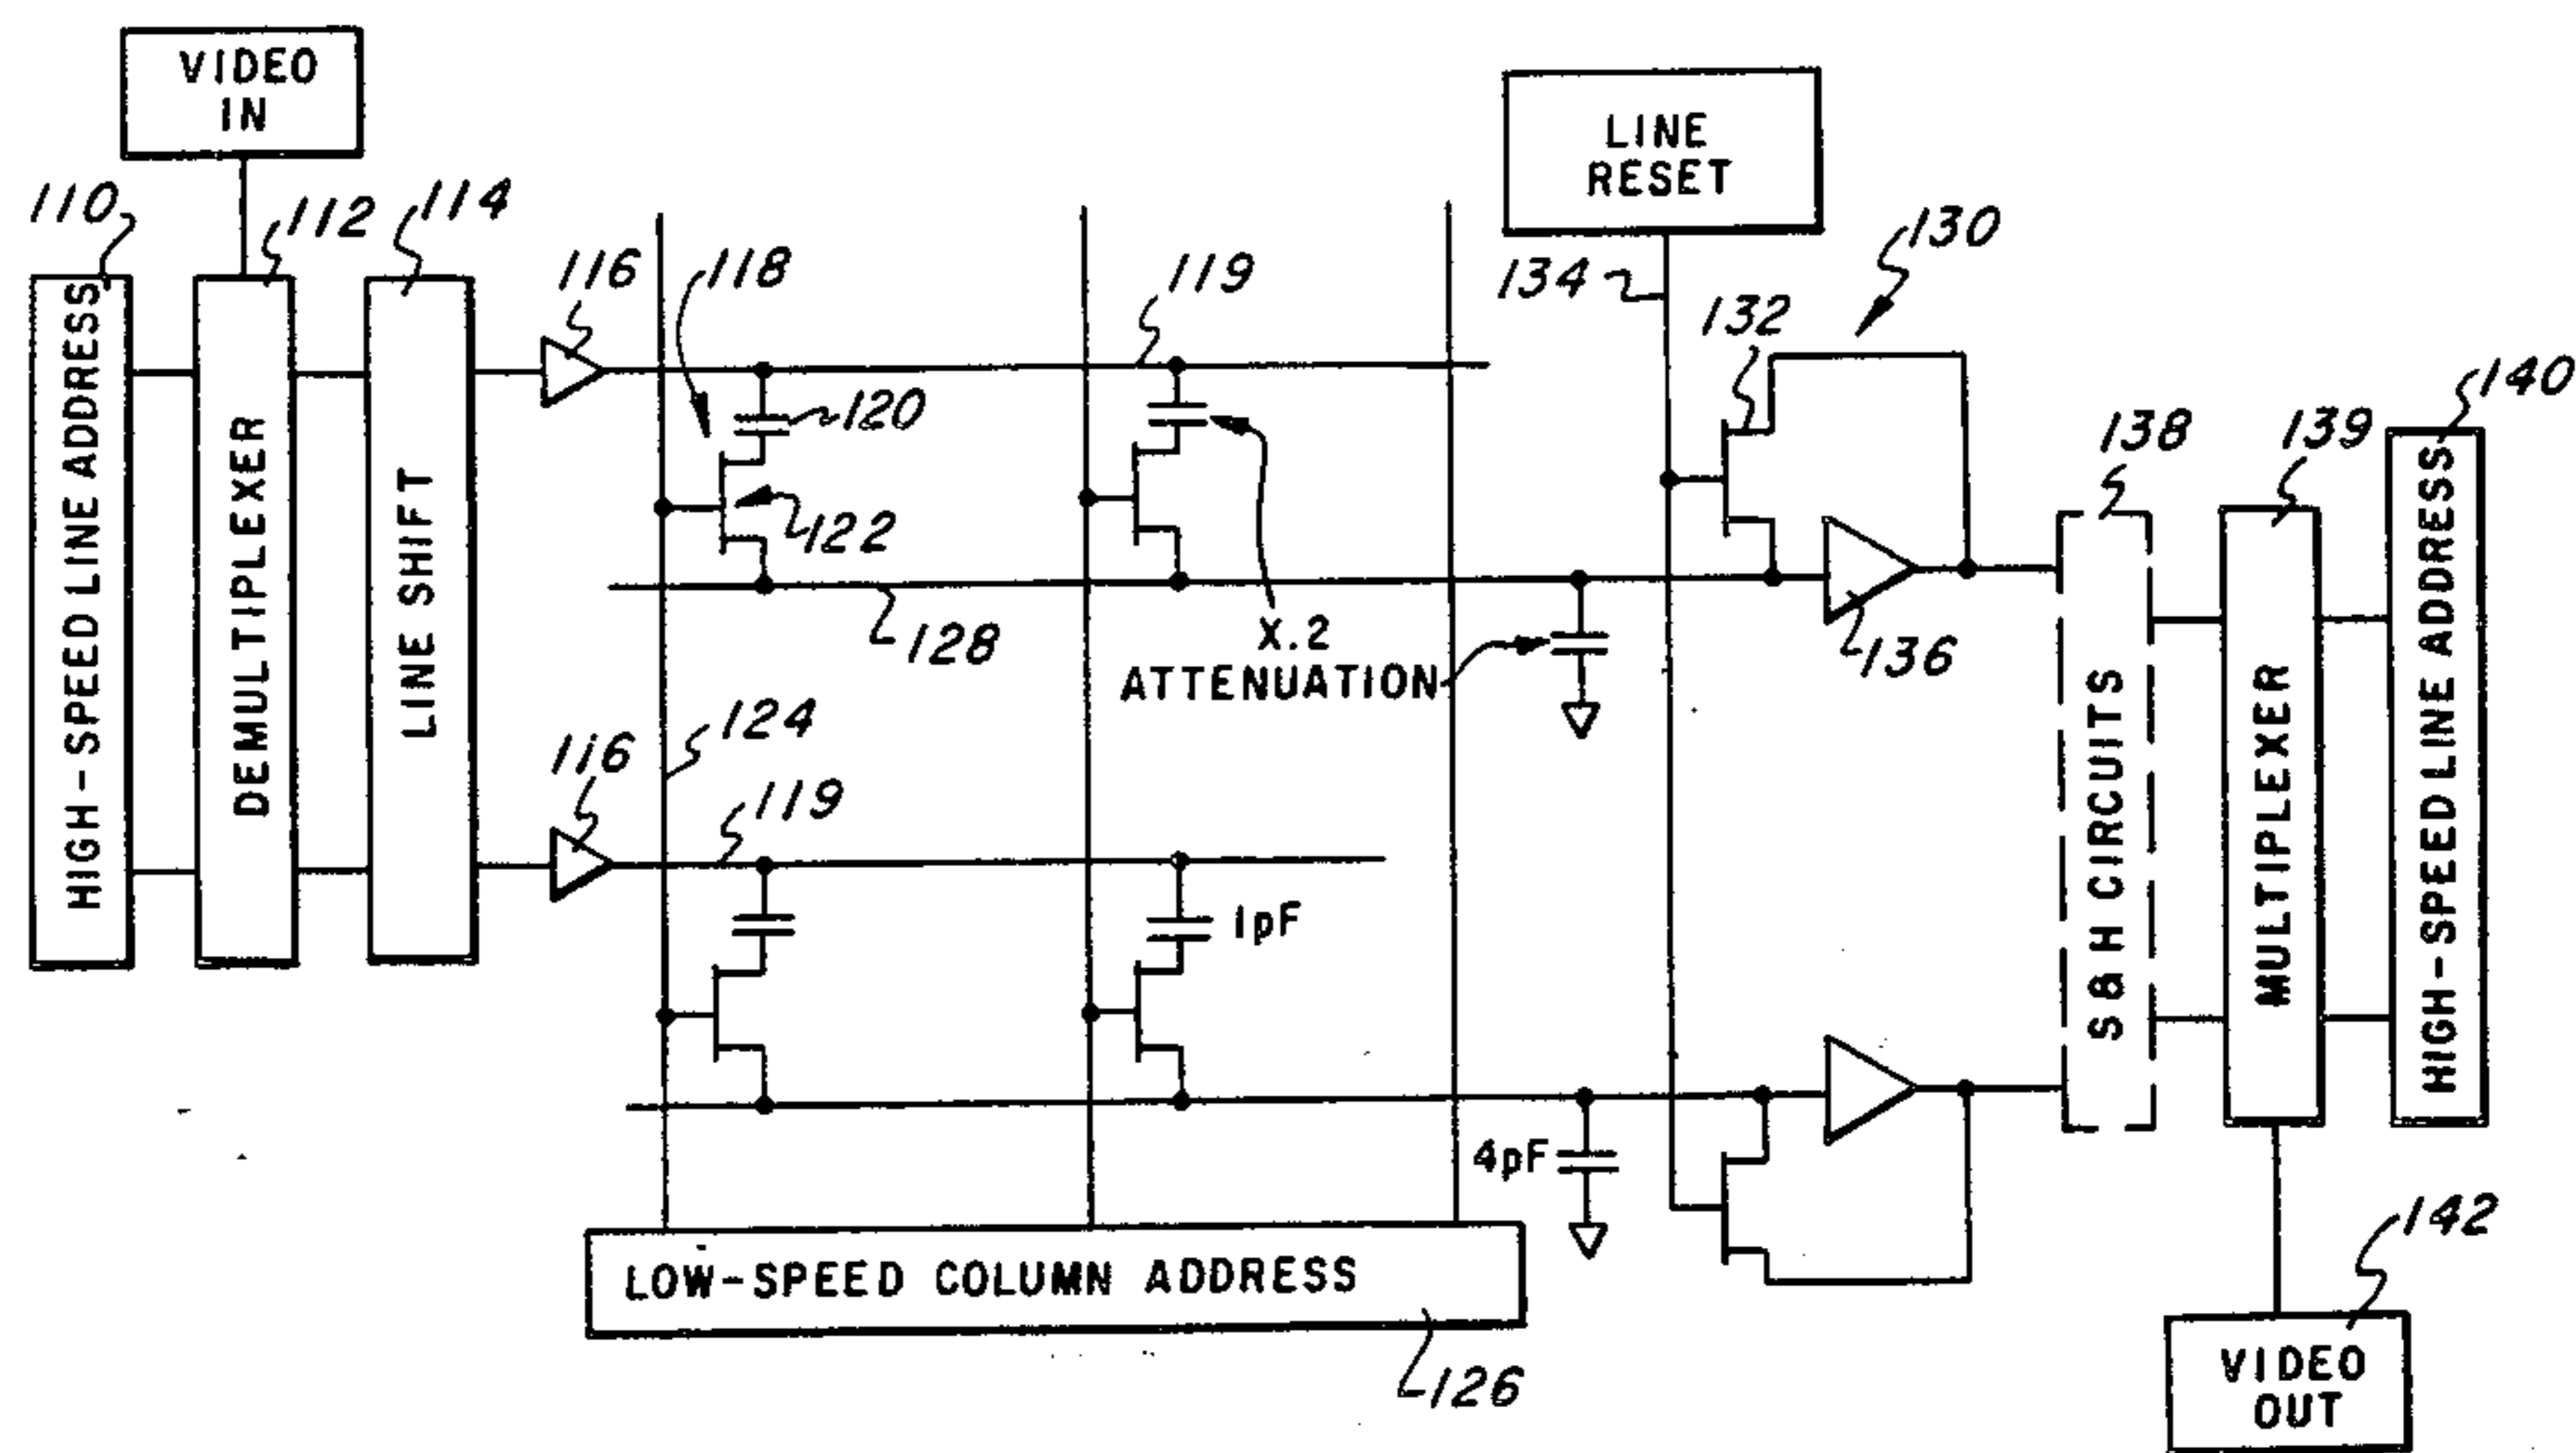 VIDEO
IN
LINE
RESET
110
112
114
116
118
119
134
130
132
HIGH-SPEED LINE ADDRESS
DEMULTIPLEXER
LINE SHIFT
120
122
128
X.2
ATTENUATION
136
138
139
140
124
116
119
1pF
4pF
S&H CIRCUITS
MULTIPLEXER
HIGH-SPEED LINE ADDRESS
LOW-SPEED COLUMN ADDRESS
126
142
VIDEO
OUT